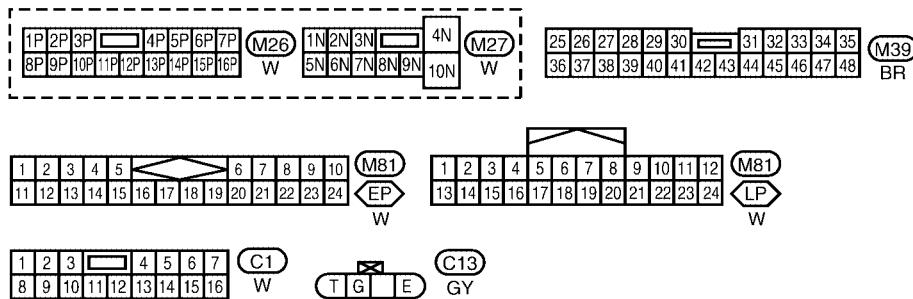 1P 2P 3P 4P 5P 6P 7P
8P 9P 10P 11P 12P 13P 14P 15P 16P
M26
W
1N 2N 3N 4N
5N 6N 7N 8N 9N 10N
M27
W
25 26 27 28 29 30 31 32 33 34 35
36 37 38 39 40 41 42 43 44 45 46 47 48
M39
BR
1 2 3 4 5 6 7 8 9 10
11 12 13 14 15 16 17 18 19 20 21 22 23 24
M81
EP
W
1 2 3 4 5 6 7 8 9 10 11 12
13 14 15 16 17 18 19 20 21 22 23 24
M81
LP
W
1 2 3 4 5 6 7
8 9 10 11 12 13 14 15 16
C1
W
T G E
C13
GY